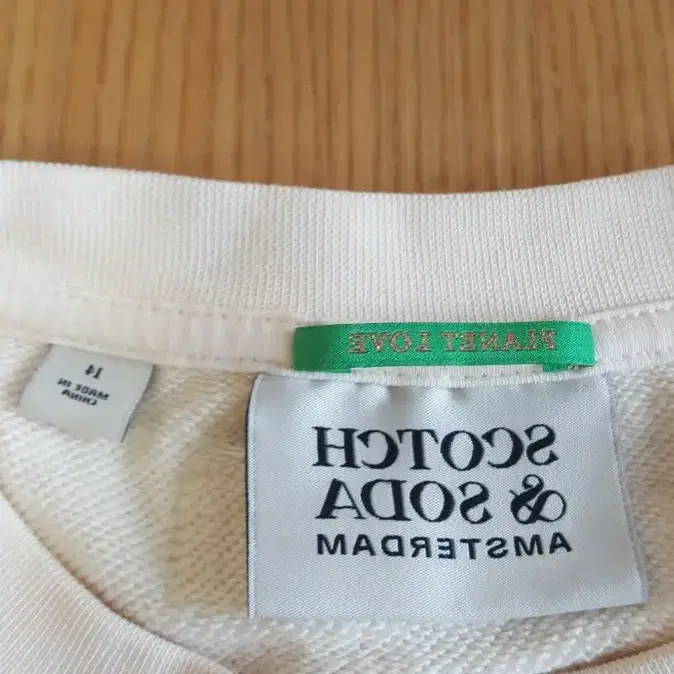 PLANET LOVE
14
MADE IN
CHINA
SCOTCH
& SODA
AMSTERDAM